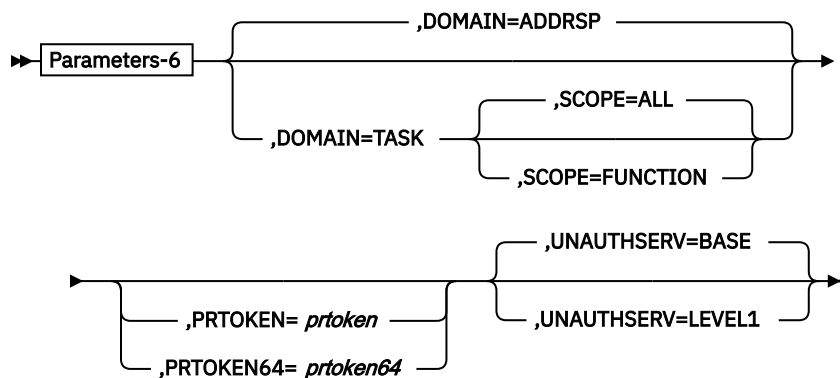 ,DOMAIN=ADDRSP
Parameters-6
,SCOPE=ALL
,DOMAIN=TASK
,SCOPE=FUNCTION
,UNAUTHSERV=BASE
,PRTOKEN= prtoken
,UNAUTHSERV=LEVEL1
,PRTOKEN64= prtoken64